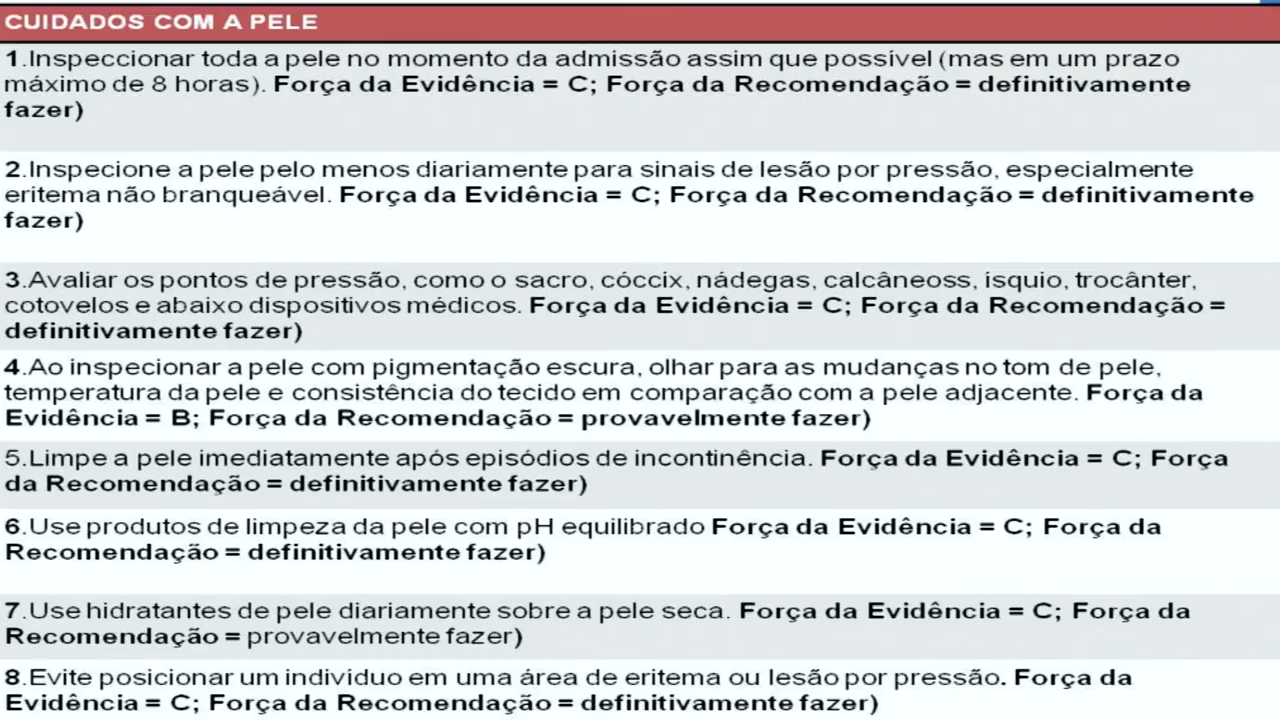 CUIDADOS COM A PELE
1.Inspeccionar toda a pele no momento da admissão assim que possível (mas em um prazo
máximo de 8 horas). Força da Evidência = C; Força da Recomendação = definitivamente
fazer)
2.Inspecione a pele pelo menos diariamente para sinais de lesão por pressão, especialmente
eritema não branqueável. Força da Evidência = C; Força da Recomendação = definitivamente
fazer)
3.Avaliar os pontos de pressão, como o sacro, cóccix, nádegas, calcâneoss, ísquio, trocânter,
cotovelos e abaixo dispositivos médicos. Força da Evidência = C; Força da Recomendação =
definitivamente fazer)
4.Ao inspecionar a pele com pigmentação escura, olhar para as mudanças no tom de pele,
temperatura da pele e consistência do tecido em comparação com a pele adjacente. Força da
Evidência = B; Força da Recomendação = provavelmente fazer)
5.Limpe a pele imediatamente após episódios de incontinência. Força da Evidência = C; Força
da Recomendação = definitivamente fazer)
6.Use produtos de limpeza da pele com pH equilibrado Força da Evidência = C; Força da
Recomendação = definitivamente fazer)
7.Use hidratantes de pele diariamente sobre a pele seca. Força da Evidência = C; Força da
Recomendação = provavelmente fazer)
8.Evite posicionar um indivíduo em uma área de eritema ou lesão por pressão. Força da
Evidência = C; Força da Recomendação = definitivamente fazer)